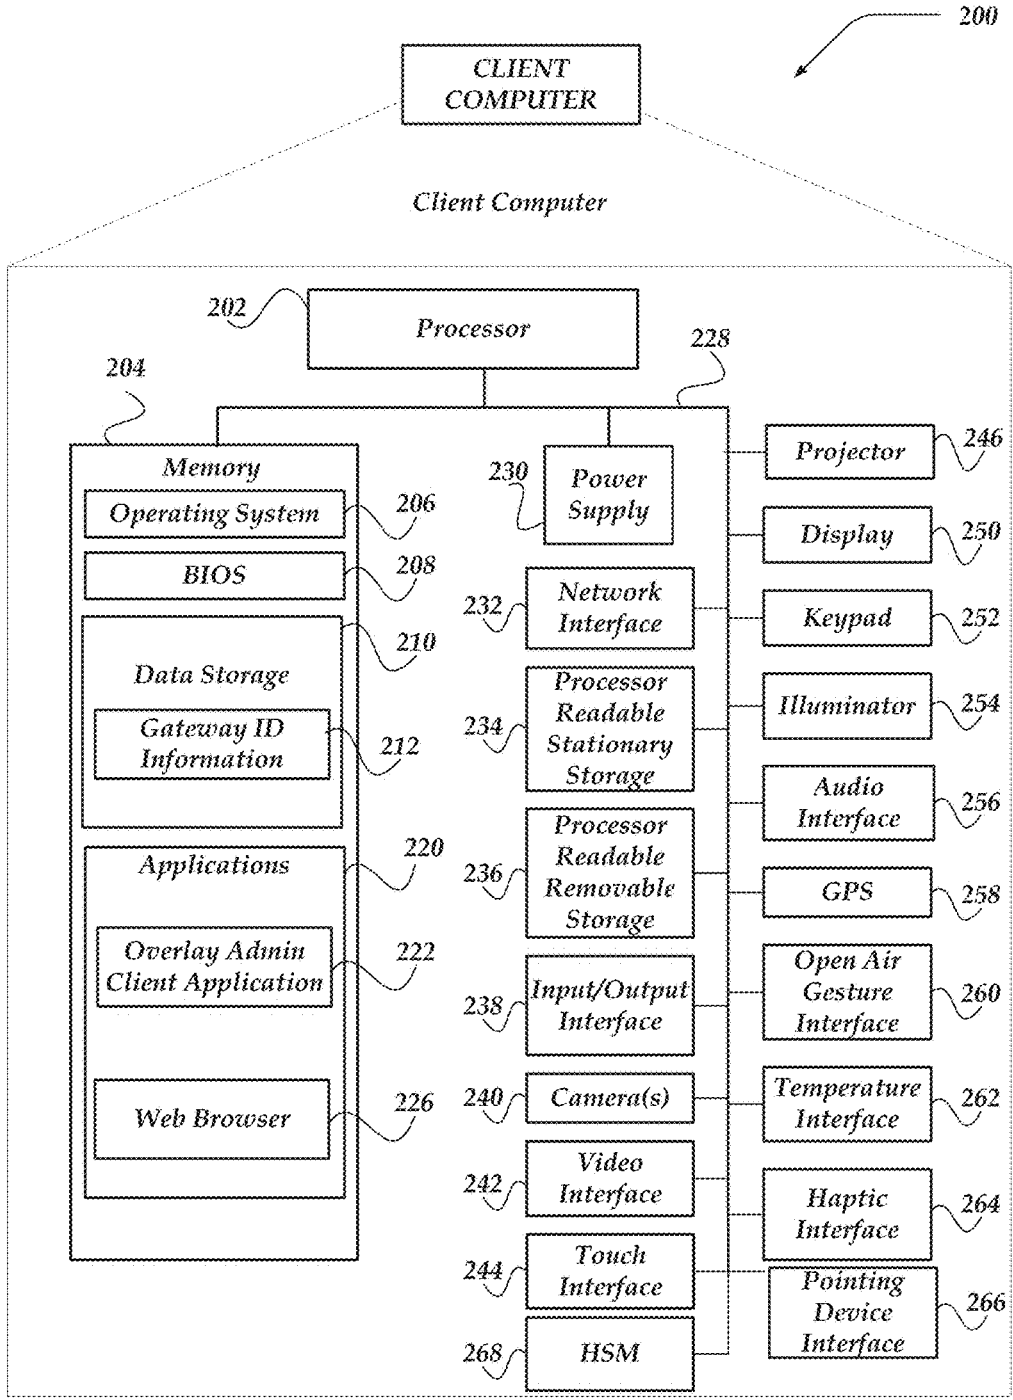 200
CLIENT
COMPUTER
Client Computer
202
Processor
228
204
Memory
Operating System
206
BIOS
208
210
Data Storage
Gateway ID
Information
212
Applications
220
Overlay Admin
Client Application
222
Web Browser
226
230
Power
Supply
232
Network
Interface
234
Processor
Readable
Stationary
Storage
236
Processor
Readable
Removable
Storage
238
Input/Output
Interface
240
Camera(s)
242
Video
Interface
244
Touch
Interface
268
HSM
Projector
246
Display
250
Keypad
252
Illuminator
254
Audio
Interface
256
GPS
258
Open Air
Gesture
Interface
260
Temperature
Interface
262
Haptic
Interface
264
Pointing
Device
Interface
266